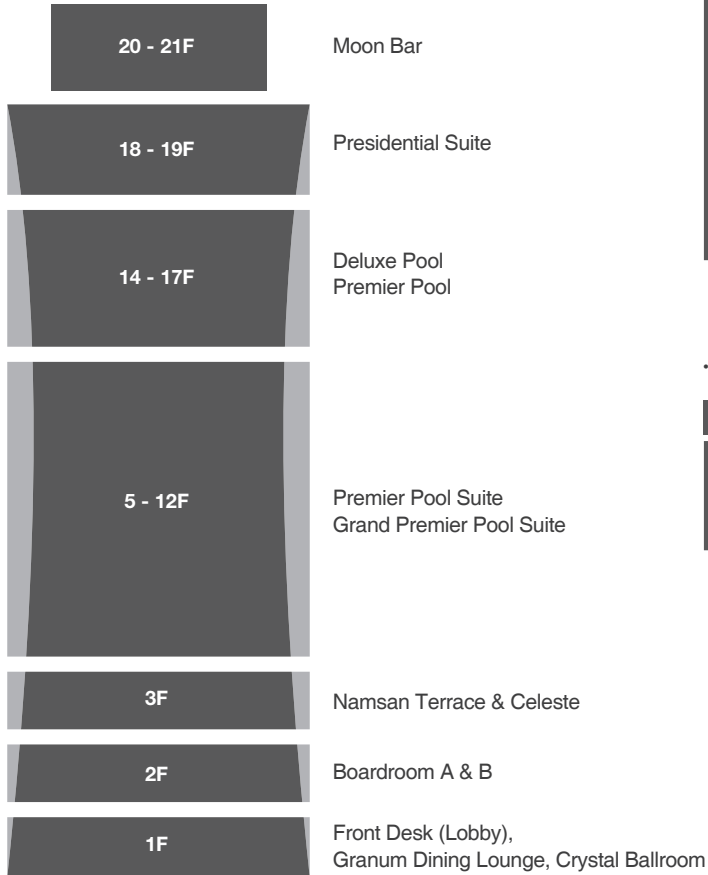 20 - 21F
Moon Bar
18 - 19F
Presidential Suite
14 - 17F
Deluxe Pool
Premier Pool
5 - 12F
Premier Pool Suite
Grand Premier Pool Suite
3F
Namsan Terrace & Celeste
2F
Boardroom A & B
1F
Front Desk (Lobby),
Granum Dining Lounge, Crystal Ballroom